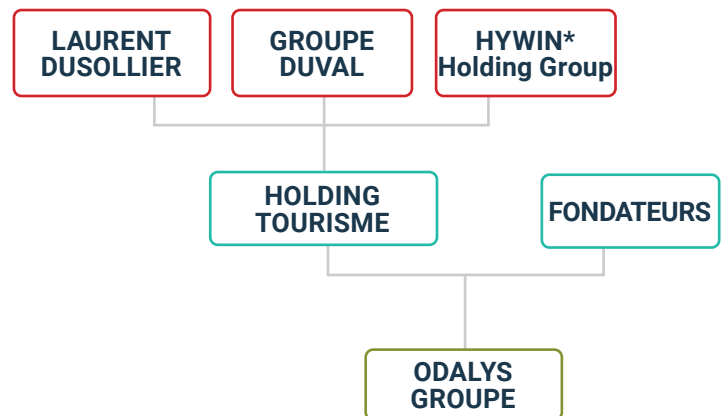 LAURENT
DUSOLLIER
GROUPE
DUVAL
HYWIN*
Holding Group
HOLDING
TOURISME
FONDATEURS
ODALYS
GROUPE